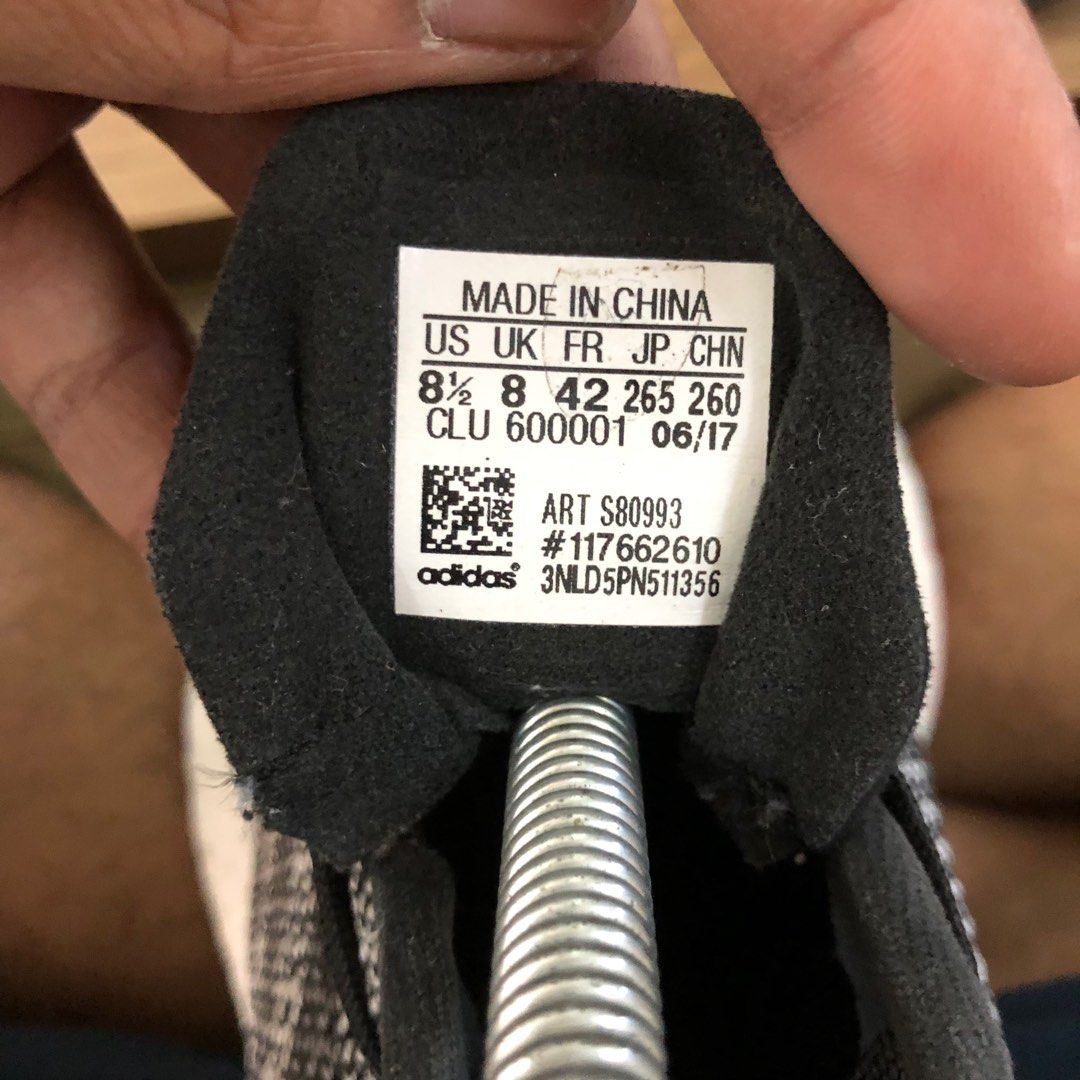 MADE IN CHINA
US UK FR JP CHN
8½ 8 42 265 260
CLU 600001 06/17
ART S80993
#117662610
adidas® 3NLD5PN511356